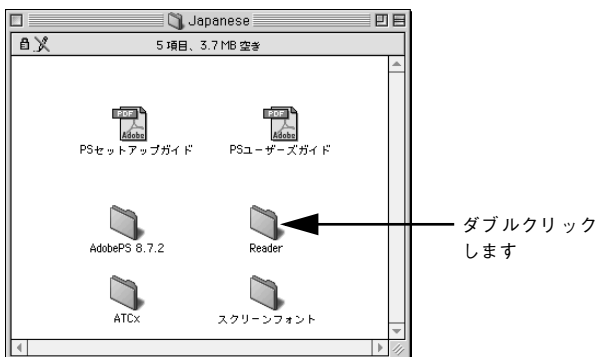 Japanese
5 項目、3.7 MB 空き
PDF Adobe
PDF Adobe
PSセットアップガイド
PSユーザーズガイド
AdobePS 8.7.2
Reader
ダブルクリック
します
ATCx
スクリーンフォント